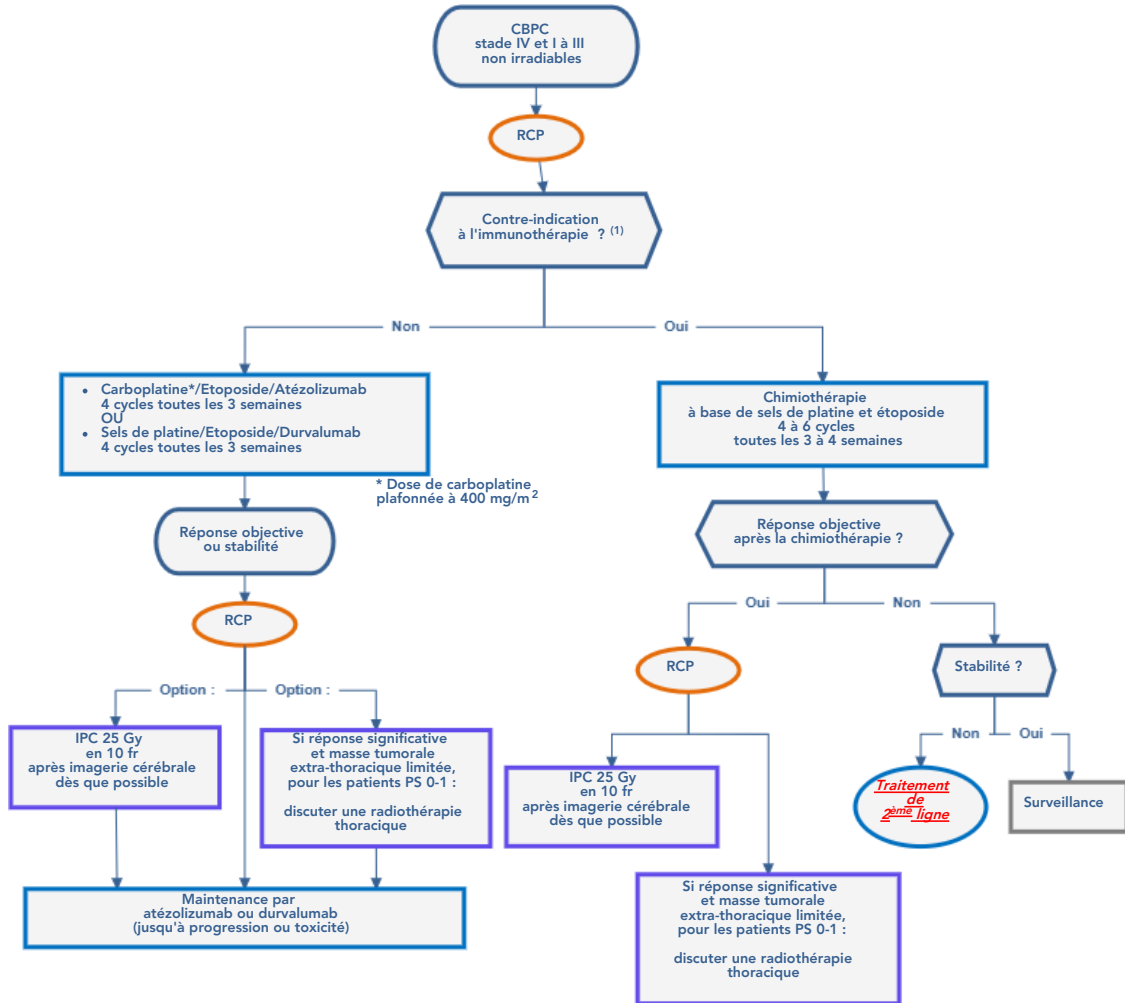 CBPC
stade IV et I à III
non irradiables
RCP
Contre-indication
à l'immunothérapie ? (1)
Non
Oui
• Carboplatine*/Etoposide/Atézolizumab
4 cycles toutes les 3 semaines
OU
• Sels de platine/Etoposide/Durvalumab
4 cycles toutes les 3 semaines
* Dose de carboplatine
plafonnée à 400 mg/m²
Réponse objective
ou stabilité
RCP
Option :
Option :
IPC 25 Gy
en 10 fr
après imagerie cérébrale
dès que possible
Si réponse significative
et masse tumorale
extra-thoracique limitée,
pour les patients PS 0-1 :
discuter une radiothérapie
thoracique
Maintenance par
atézolizumab ou durvalumab
(jusqu'à progression ou toxicité)
Chimiothérapie
à base de sels de platine et étoposide
4 à 6 cycles
toutes les 3 à 4 semaines
Réponse objective
après la chimiothérapie ?
Oui
Non
RCP
Stabilité ?
IPC 25 Gy
en 10 fr
après imagerie cérébrale
dès que possible
Si réponse significative
et masse tumorale
extra-thoracique limitée,
pour les patients PS 0-1 :
discuter une radiothérapie
thoracique
Non
Oui
Traitement
de
2ème ligne
Surveillance